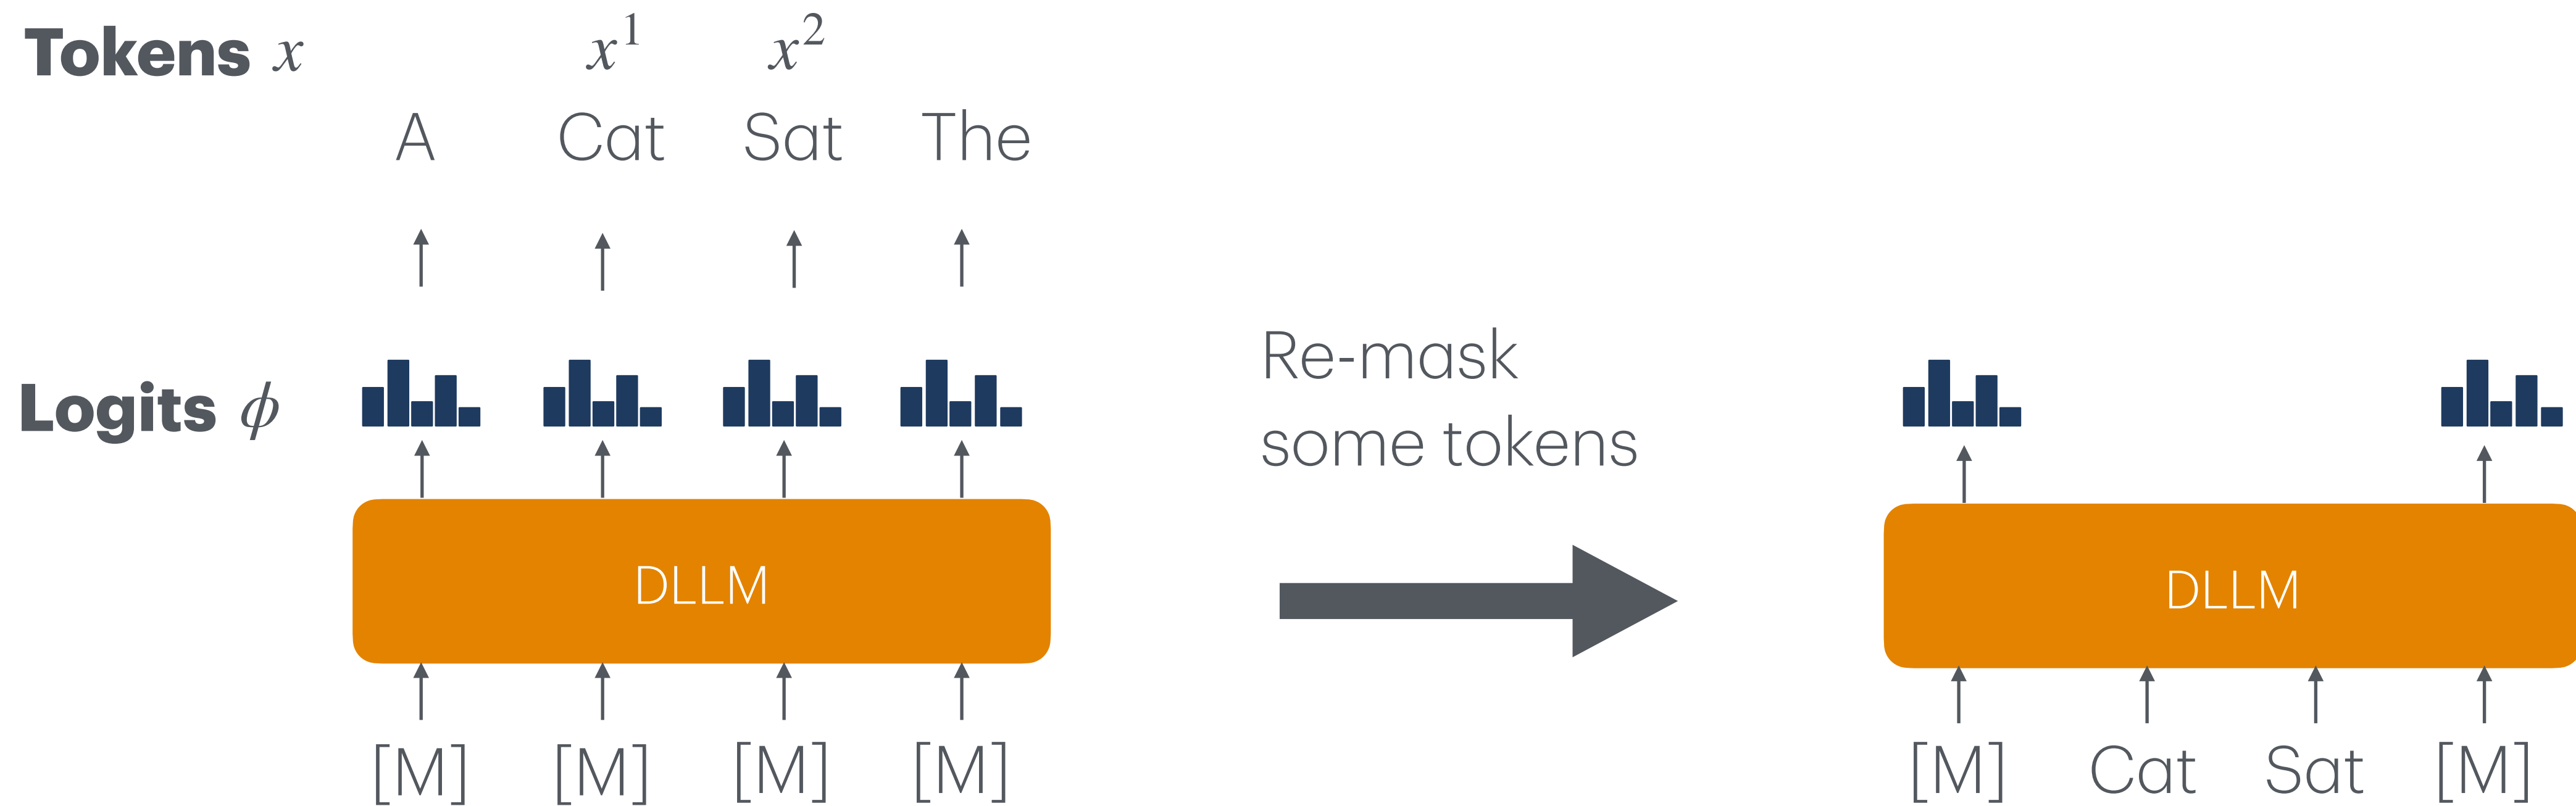 Tokens x
x¹ x²
A Cat Sat The
Logits ϕ
Re-mask
some tokens
DLLM DLLM
[M] [M] [M] [M] [M] Cat Sat [M]